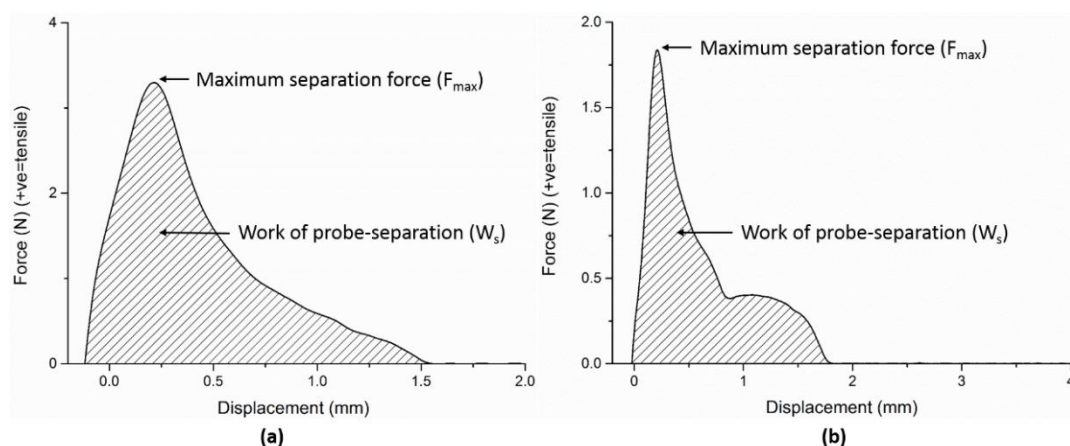 4
2
0
Force (N) (+ve=tensile)
Maximum separation force (Fmax)
Work of probe-separation (Ws)
0.0 0.5 1.0 1.5 2.0
Displacement (mm)
(a)
2.0
1.5
1.0
0.5
0.0
Force (N) (+ve=tensile)
Maximum separation force (Fmax)
Work of probe-separation (Ws)
0 1 2 3 4
Displacement (mm)
(b)